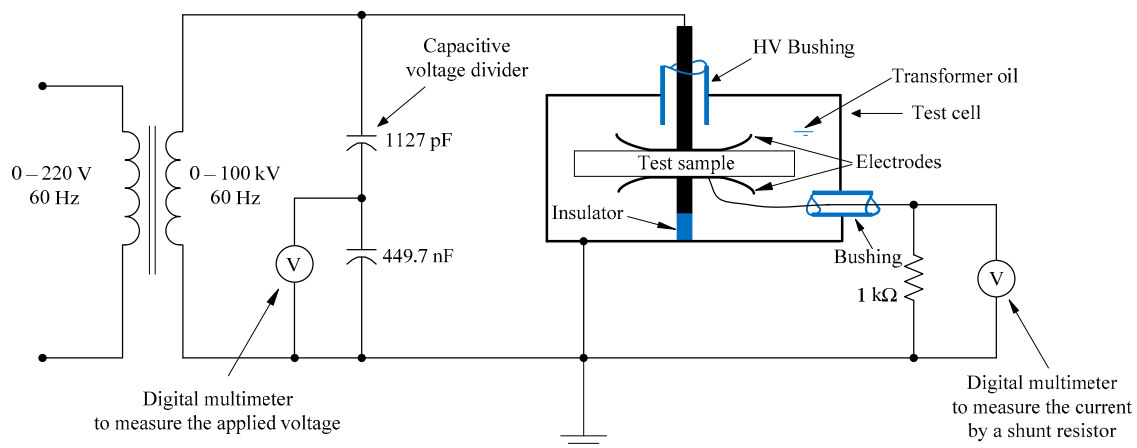 Capacitive
voltage divider
HV Bushing
Transformer oil
Test cell
1127 pF
Test sample
Electrodes
0 – 220 V
60 Hz
0 – 100 kV
60 Hz
Insulator
V
449.7 nF
Bushing
1 kΩ
V
Digital multimeter
to measure the applied voltage
Digital multimeter
to measure the current
by a shunt resistor